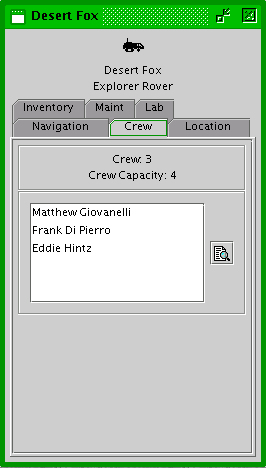 Desert Fox
Desert Fox
Explorer Rover
Inventory Maint Lab
Navigation Crew Location
Crew: 3
Crew Capacity: 4
Matthew Giovanelli
Frank Di Pierro
Eddie Hintz